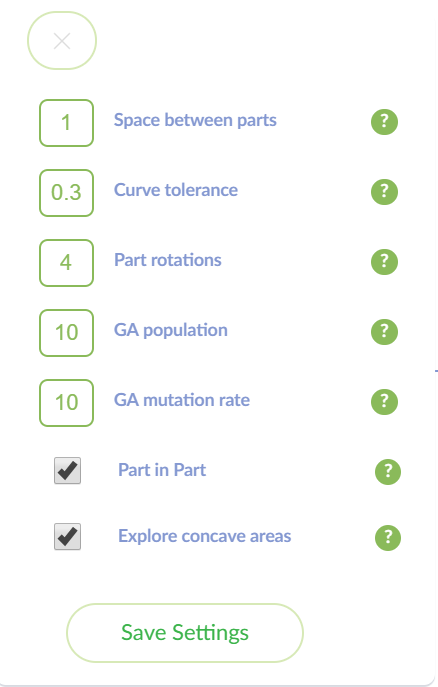 1 Space between parts ?
0.3 Curve tolerance ?
4 Part rotations ?
10 GA population ?
10 GA mutation rate ?
Part in Part ?
Explore concave areas ?
Save Settings